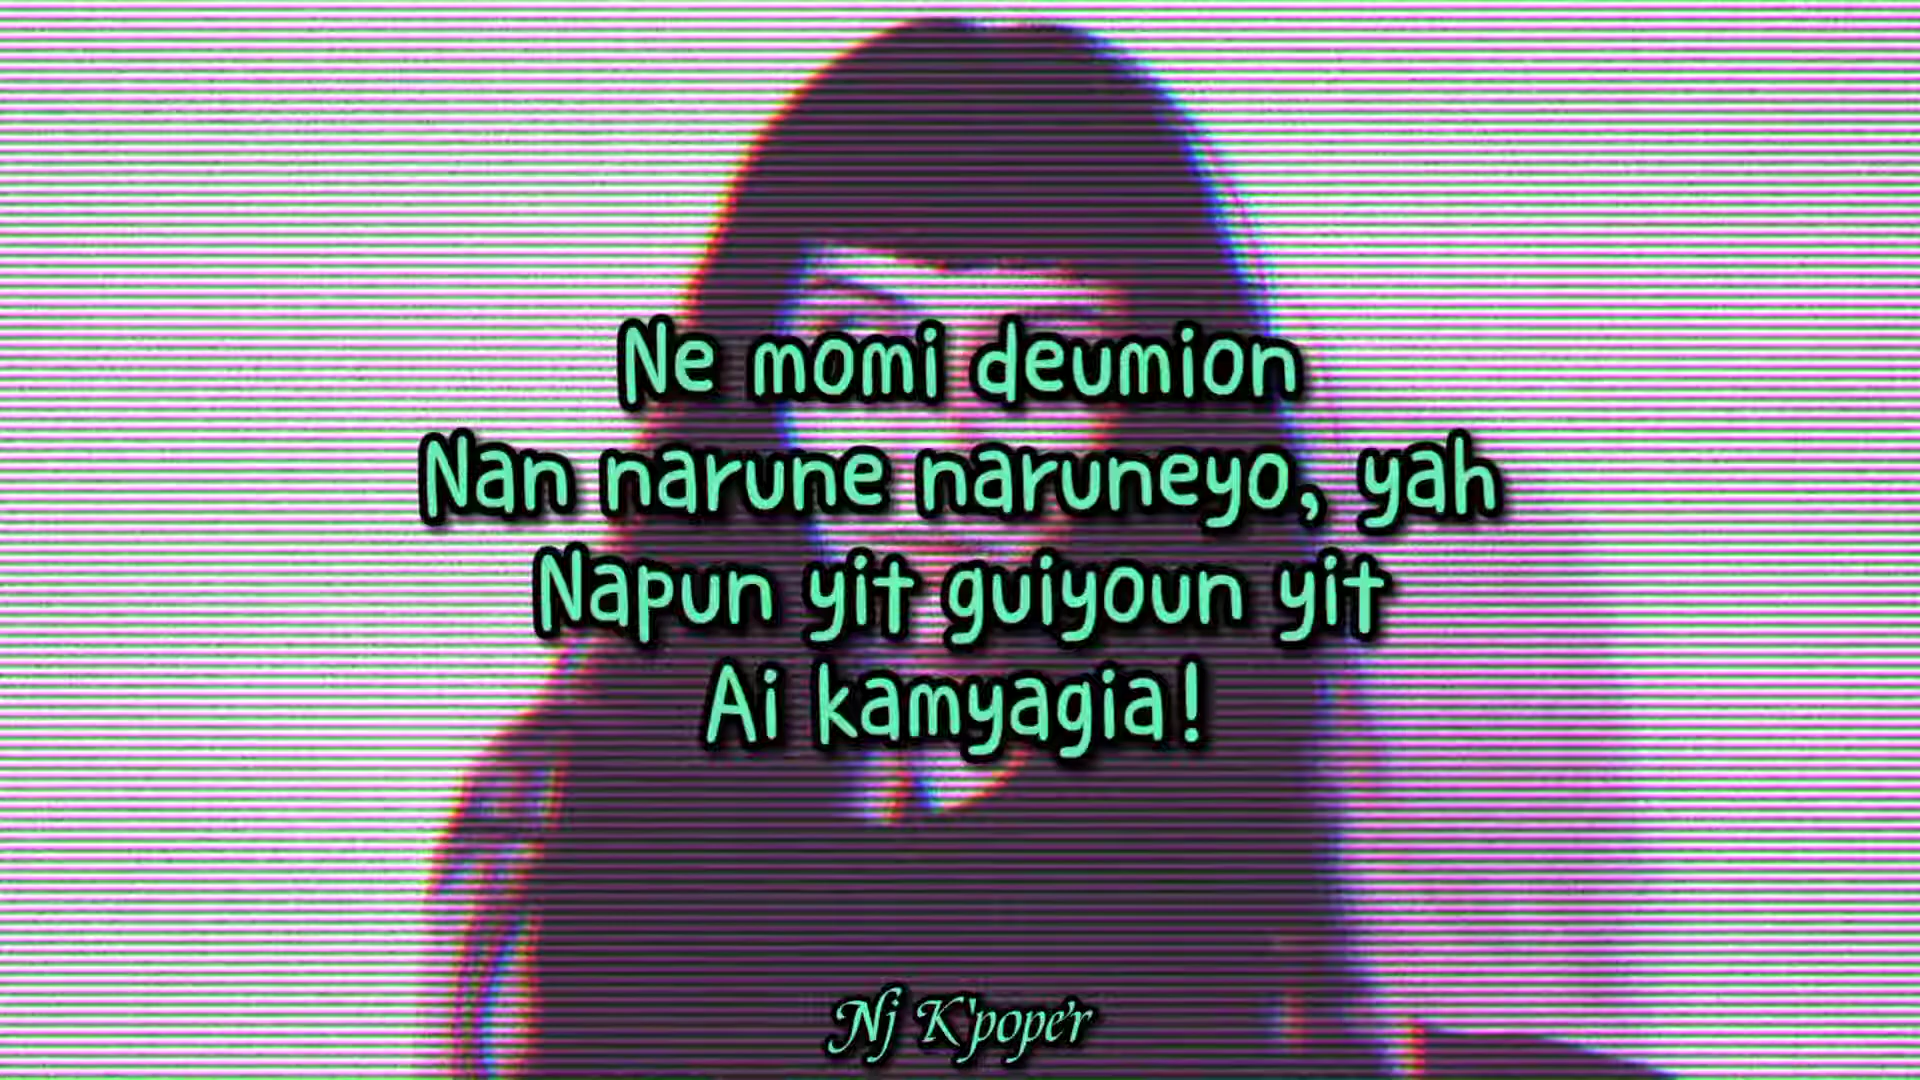 Ne momi deumion
Nan narune naruneyo, yah
Napun yit guiyoun yit
Ai kamyagia!
Nj K'pope'r